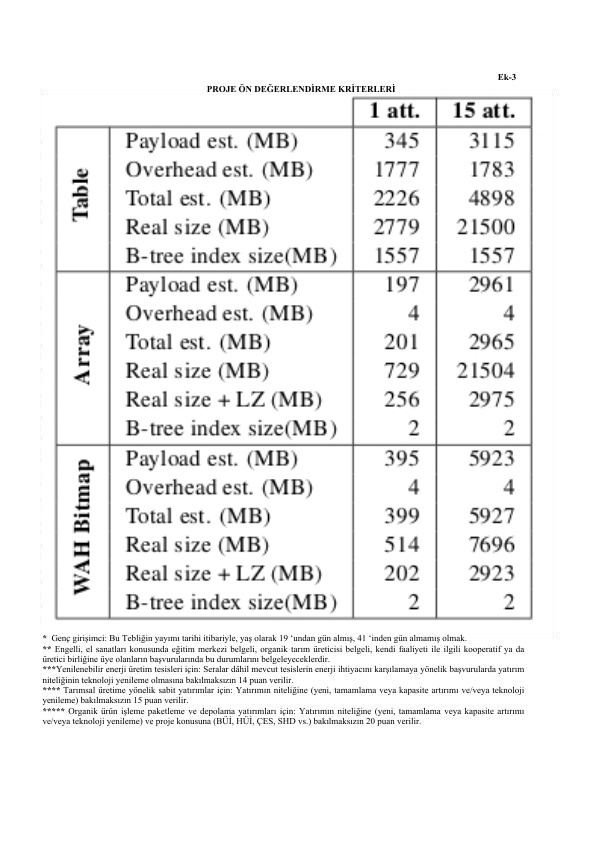 Ek-3
PROJE ÖN DEĞERLENDİRME KRİTERLERİ
1 att. 15 att.
Table
Payload est. (MB) 345 3115
Overhead est. (MB) 1777 1783
Total est. (MB) 2226 4898
Real size (MB) 2779 21500
B-tree index size(MB) 1557 1557
Array
Payload est. (MB) 197 2961
Overhead est. (MB) 4 4
Total est. (MB) 201 2965
Real size (MB) 729 21504
Real size + LZ (MB) 256 2975
B-tree index size(MB) 2 2
WAH Bitmap
Payload est. (MB) 395 5923
Overhead est. (MB) 4 4
Total est. (MB) 399 5927
Real size (MB) 514 7696
Real size + LZ (MB) 202 2923
B-tree index size(MB) 2 2
* Genç girişimci: Bu Tebliğin yayımı tarihi itibariyle, yaş olarak 19 ‘undan gün almış, 41 ‘inden gün almamış olmak.
** Engelli, el sanatları konusunda eğitim merkezi belgeli, organik tarım üreticisi belgeli, kendi faaliyeti ile ilgili kooperatif ya da
üretici birliğine üye olanların başvurularında bu durumlarını belgeleyeceklerdir.
***Yenilenebilir enerji üretim tesisleri için: Seralar dâhil mevcut tesislerin enerji ihtiyacını karşılamaya yönelik başvurularda yatırım
niteliğinin teknoloji yenileme olmasına bakılmaksızın 14 puan verilir.
**** Tarımsal üretime yönelik sabit yatırımlar için: Yatırımın niteliğine (yeni, tamamlama veya kapasite artırımı ve/veya teknoloji
yenileme) bakılmaksızın 15 puan verilir.
***** Organik ürün işleme paketleme ve depolama yatırımları için: Yatırımın niteliğine (yeni, tamamlama veya kapasite artırımı
ve/veya teknoloji yenileme) ve proje konusuna (BÜİ, HÜİ, ÇES, SHD vs.) bakılmaksızın 20 puan verilir.